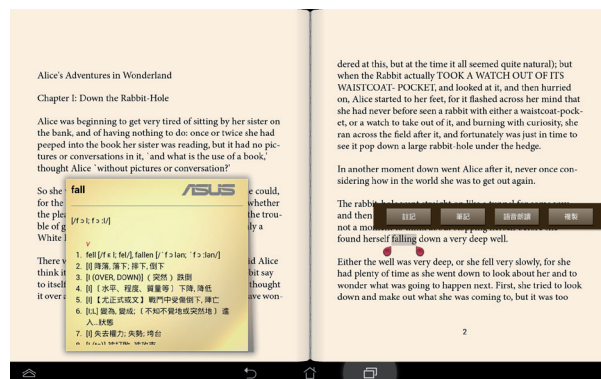 Alice's Adventures in Wonderland
Chapter I: Down the Rabbit-Hole
Alice was beginning to get very tired of sitting by her sister on
the bank, and of having nothing to do: once or twice she had
peeped into the book her sister was reading, but it had no pic-
tures or conversations in it, `and what is the use of a book,'
thought Alice `without pictures or conversation?'
So she could,
for the whether
ble of g the trou-
White
There w id Alice
think it bit say
to itself thought
it over a ave won-
fall
ASUS
v
1. fell /fɛl; fel/, fallen /ˋfɔlən; ˋfɔ:lən/
2. [I] 降落, 落下; 摔下, 倒下
3. [I (OVER, DOWN)] ( 突然 ) 跌倒
4. [I] ( 水平、程度、質量等 ) 下降, 降低
5. [I] 【尤正式或文】 戰鬥中受傷倒下, 陣亡
6. [I;L] 變為, 變成; ( 不知不覺地或突然地 ) 進
入...狀態
7. [I] 失去權力; 失勢; 垮台
dered at this, but at the time it all seemed quite natural); but
when the Rabbit actually TOOK A WATCH OUT OF ITS
WAISTCOAT- POCKET, and looked at it, and then hurried
on, Alice started to her feet, for it flashed across her mind that
she had never before seen a rabbit with either a waistcoat-pock-
et, or a watch to take out of it, and burning with curiosity, she
ran across the field after it, and fortunately was just in time to
see it pop down a large rabbit-hole under the hedge.
In another moment down went Alice after it, never once con-
sidering how in the world she was to get out again.
The rabbit-hole went straight on like a tunnel for some way,
and then
註記 筆記 語音朗讀 複製
not a moment
found herself falling down a very deep well.
Either the well was very deep, or she fell very slowly, for she
had plenty of time as she went down to look about her and to
wonder what was going to happen next. First, she tried to look
down and make out what she was coming to, but it was too
2